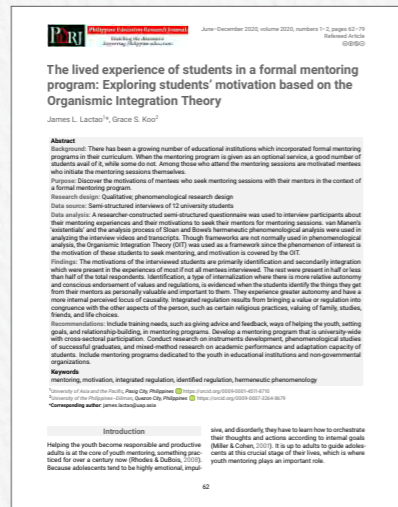 PERJ Philippine Education Research Journal
Enriching the discourse
Supporting Philippine education
June–December 2020, volume 2020, numbers 1–2, pages 62–79
Refereed Article
The lived experience of students in a formal mentoring
program: Exploring students’ motivation based on the
Organismic Integration Theory
James L. Lactao¹*, Grace S. Koo²
Abstract
Background: There has been a growing number of educational institutions which incorporated formal mentoring
programs in their curriculum. When the mentoring program is given as an optional service, a good number of
students avail of it, while some do not. Among those who attend the mentoring sessions are motivated mentees
who initiate the mentoring sessions themselves.
Purpose: Discover the motivations of mentees who seek mentoring sessions with their mentors in the context of
a formal mentoring program.
Research design: Qualitative; phenomenological research design
Data source: Semi-structured interviews of 12 university students
Data analysis: A researcher-constructed semi-structured questionnaire was used to interview participants about
their mentoring experiences and their motivations to seek their mentors for mentoring sessions. van Manen's
'existentials' and the analysis process of Sloan and Bowe's hermeneutic phenomenological analysis were used in
analyzing the interview videos and transcripts. Though frameworks are not normally used in phenomenological
analysis, the Organismic Integration Theory (OIT) was used as a framework since the phenomenon of interest is
the motivation of these students to seek mentoring, and motivation is covered by the OIT.
Findings: The motivations of the interviewed students are primarily identification and secondarily integration
which were present in the experiences of most if not all mentees interviewed. The rest were present in half or less
than half of the total respondents. Identification, a type of internalization where there is more relative autonomy
and conscious endorsement of values and regulations, is evidenced when the students identify the things they get
from their mentors as personally valuable and important to them. They experience greater autonomy and have a
more internal perceived locus of causality. Integrated regulation results from bringing a value or regulation into
congruence with the other aspects of the person, such as certain religious practices, valuing of family, studies,
friends, and life choices.
Recommendations: Include training needs, such as giving advice and feedback, ways of helping the youth, setting
goals, and relationship-building, in mentoring programs. Develop a mentoring program that is university-wide
with cross-sectoral participation. Conduct research on instruments development, phenomenological studies
of successful graduates, and mixed-method research on academic performance and adaptation capacity of
students. Include mentoring programs dedicated to the youth in educational institutions and non-governmental
organizations.
Keywords
mentoring, motivation, integrated regulation, identified regulation, hermeneutic phenomenology
¹University of Asia and the Pacific, Pasig City, Philippines
²University of the Philippines–Diliman, Quezon City, Philippines
*Corresponding author: james.lactao@uap.asia
Introduction
Helping the youth become responsible and productive
adults is at the core of youth mentoring, something prac-
ticed for over a century now (Rhodes & DuBois, 2008).
Because adolescents tend to be highly emotional, impul-
sive, and disorderly, they have to learn how to orchestrate
their thoughts and actions according to internal goals
(Miller & Cohen, 2001). It is up to adults to guide adoles-
cents at this crucial stage of their lives, which is where
youth mentoring plays an important role.
62